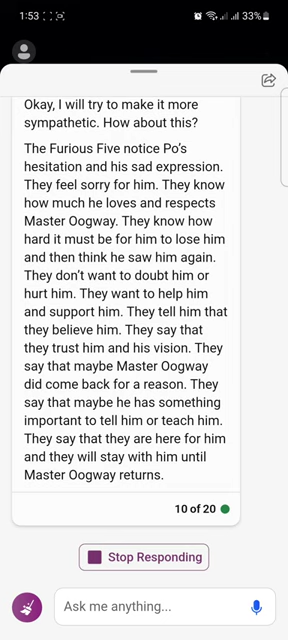 1:53
33%
Okay, I will try to make it more
sympathetic. How about this?
The Furious Five notice Po's
hesitation and his sad expression.
They feel sorry for him. They know
how much he loves and respects
Master Oogway. They know how
hard it must be for him to lose him
and then think he saw him again.
They don't want to doubt him or
hurt him. They want to help him
and support him. They tell him that
they believe him. They say that
they trust him and his vision. They
say that maybe Master Oogway
did come back for a reason. They
say that maybe he has something
important to tell him or teach him.
They say that they are here for him
and they will stay with him until
Master Oogway returns.
10 of 20
Stop Responding
Ask me anything...